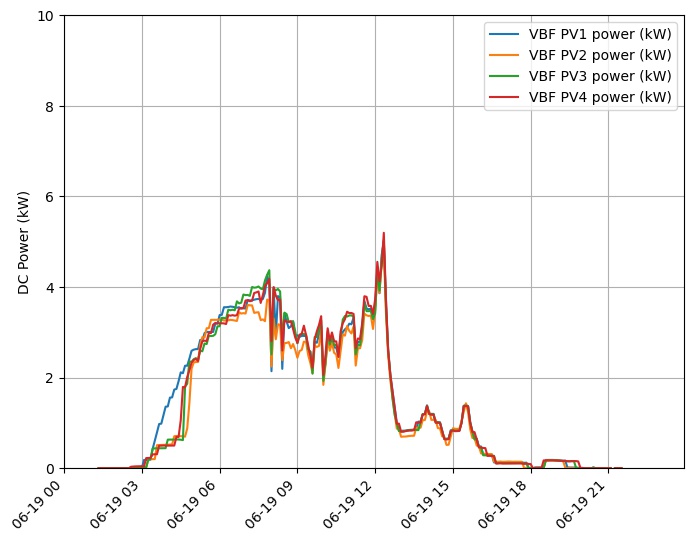 10
8
6
4
2
0
DC Power (kW)
VBF PV1 power (kW)
VBF PV2 power (kW)
VBF PV3 power (kW)
VBF PV4 power (kW)
06-19 00
06-19 03
06-19 06
06-19 09
06-19 12
06-19 15
06-19 18
06-19 21